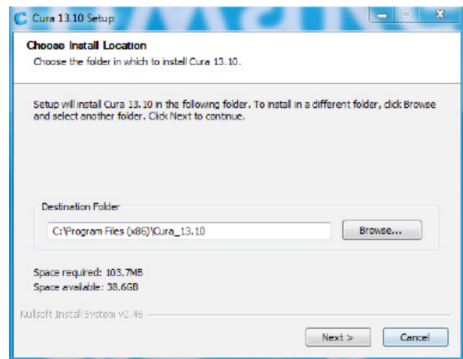 Cura 13.10 Setup
Choose Install Location
Choose the folder in which to install Cura 13.10.
Setup will install Cura 13.10 in the following folder. To install in a different folder, click Browse
and select another folder. Click Next to continue.
Destination Folder
C:\Program Files (x86)\Cura_13.10
Browse...
Space required: 103.7MB
Space available: 38.6GB
Nullsoft Install System v2.46
Next >
Cancel